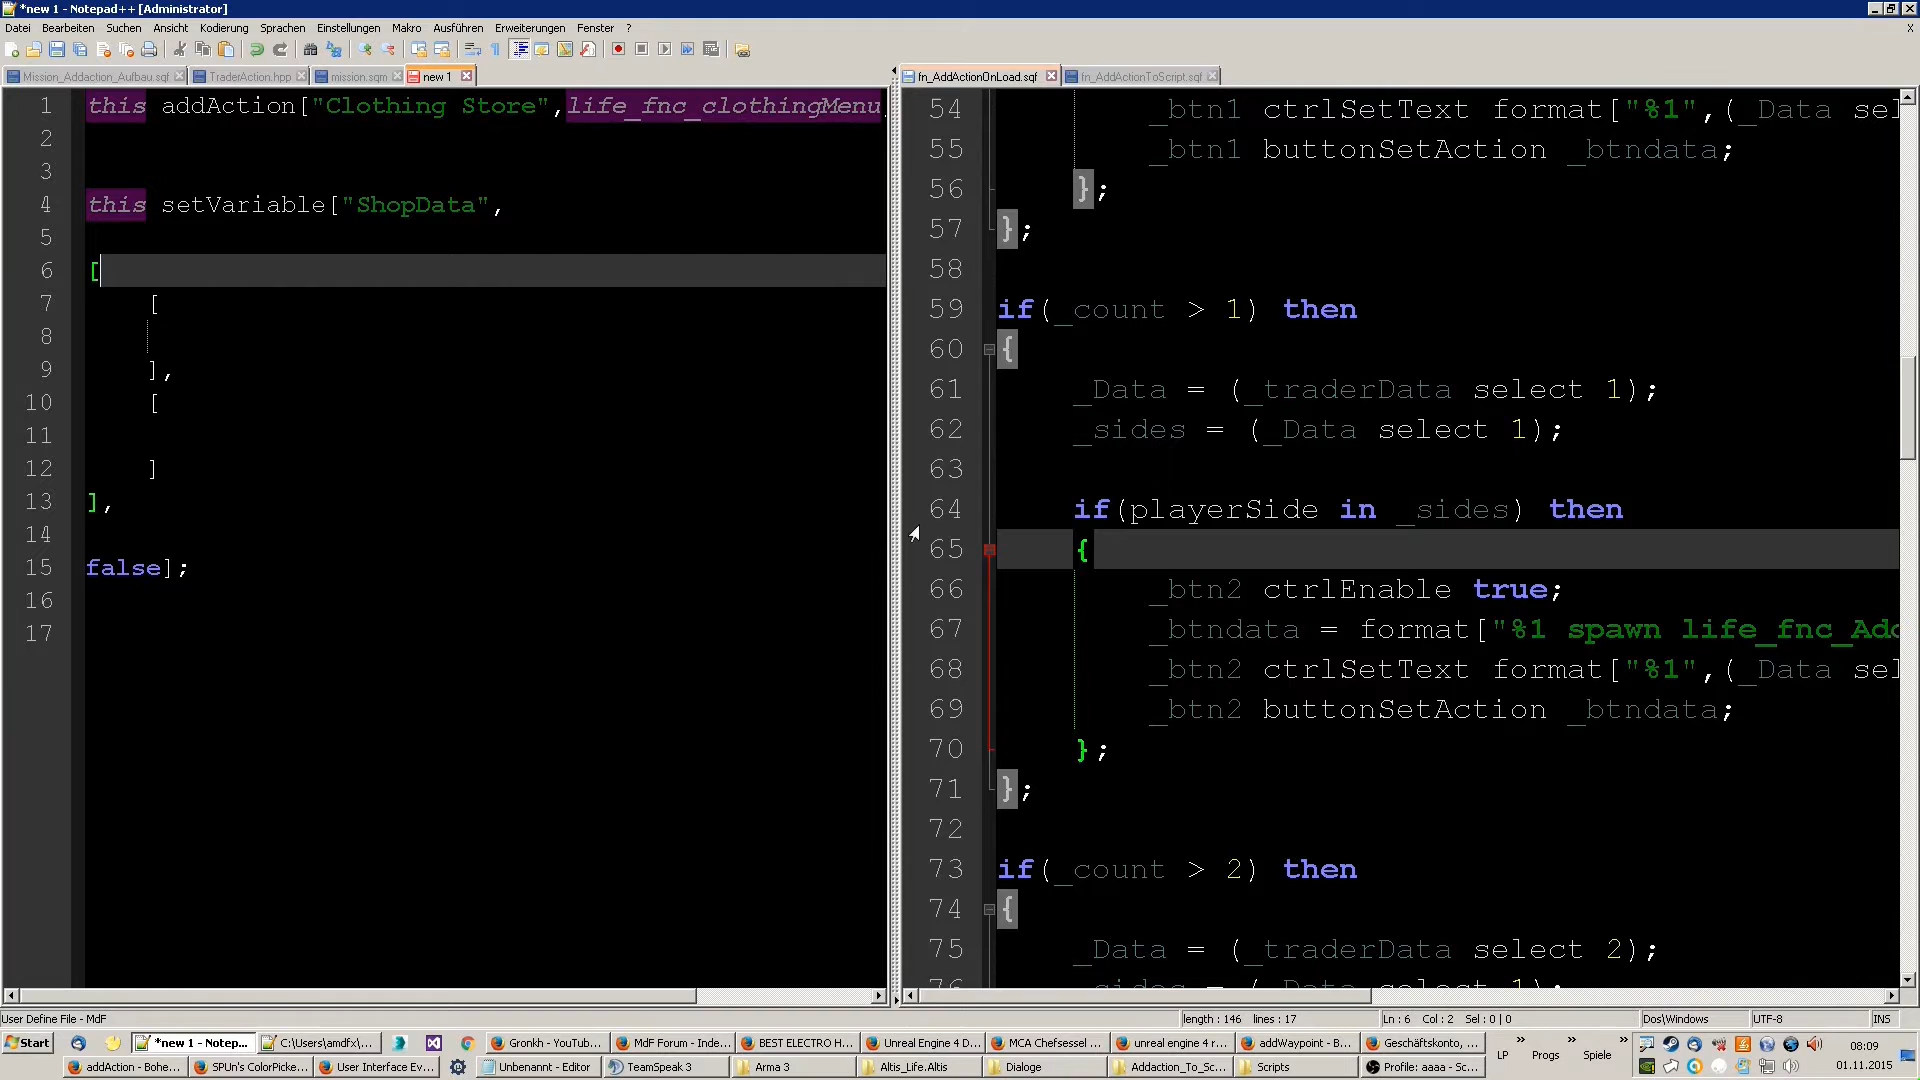 *new 1 - Notepad++ [Administrator]
Datei Bearbeiten Suchen Ansicht Kodierung Sprachen Einstellungen Makro Ausführen Erweiterungen Fenster ? X
Mission_Addaction_Aufbau.sqf TraderAction.hpp mission.sqm new 1
1 this addAction["Clothing Store",life_fnc_clothingMenu
2
3
4 this setVariable["ShopData",
5
6 [
7 [
8
9 ],
10 [
11
12 ]
13 ],
14
15 false];
16
17
fn_AddActionOnLoad.sqf fn_AddActionToScript.sqf
54 _btn1 ctrlSetText format["%1",(_Data sel
55 _btn1 buttonSetAction _btndata;
56 };
57 };
58
59 if(_count > 1) then
60 {
61 _Data = (_traderData select 1);
62 _sides = (_Data select 1);
63
64 if(playerSide in _sides) then
65 {
66 _btn2 ctrlEnable true;
67 _btndata = format["%1 spawn life_fnc_Add
68 _btn2 ctrlSetText format["%1",(_Data sel
69 _btn2 buttonSetAction _btndata;
70 };
71 };
72
73 if(_count > 2) then
74 {
75 _Data = (_traderData select 2);
76 _sides = (_Data select 1);
User Define File - MdF length : 146 lines : 17 Ln : 6 Col : 2 Sel : 0 | 0 Dos\Windows UTF-8 INS
Start *new 1 - Notep... C:\Users\amdfx\... Gronkh - YouTub... MdF Forum - Inde... BEST ELECTRO H... Unreal Engine 4 D... MCA Chefsessel ... unreal engine 4 r... addWaypoint - B... Geschäftskonto, ... LP Progs Spiele 08:09
addAction - Bohe... SPUn's ColorPicke... User Interface Ev... Unbenannt - Editor TeamSpeak 3 Arma 3 Altis_Life.Altis Dialoge Addaction_To_Sc... Scripts Profile: aaaa - Sc... 01.11.2015